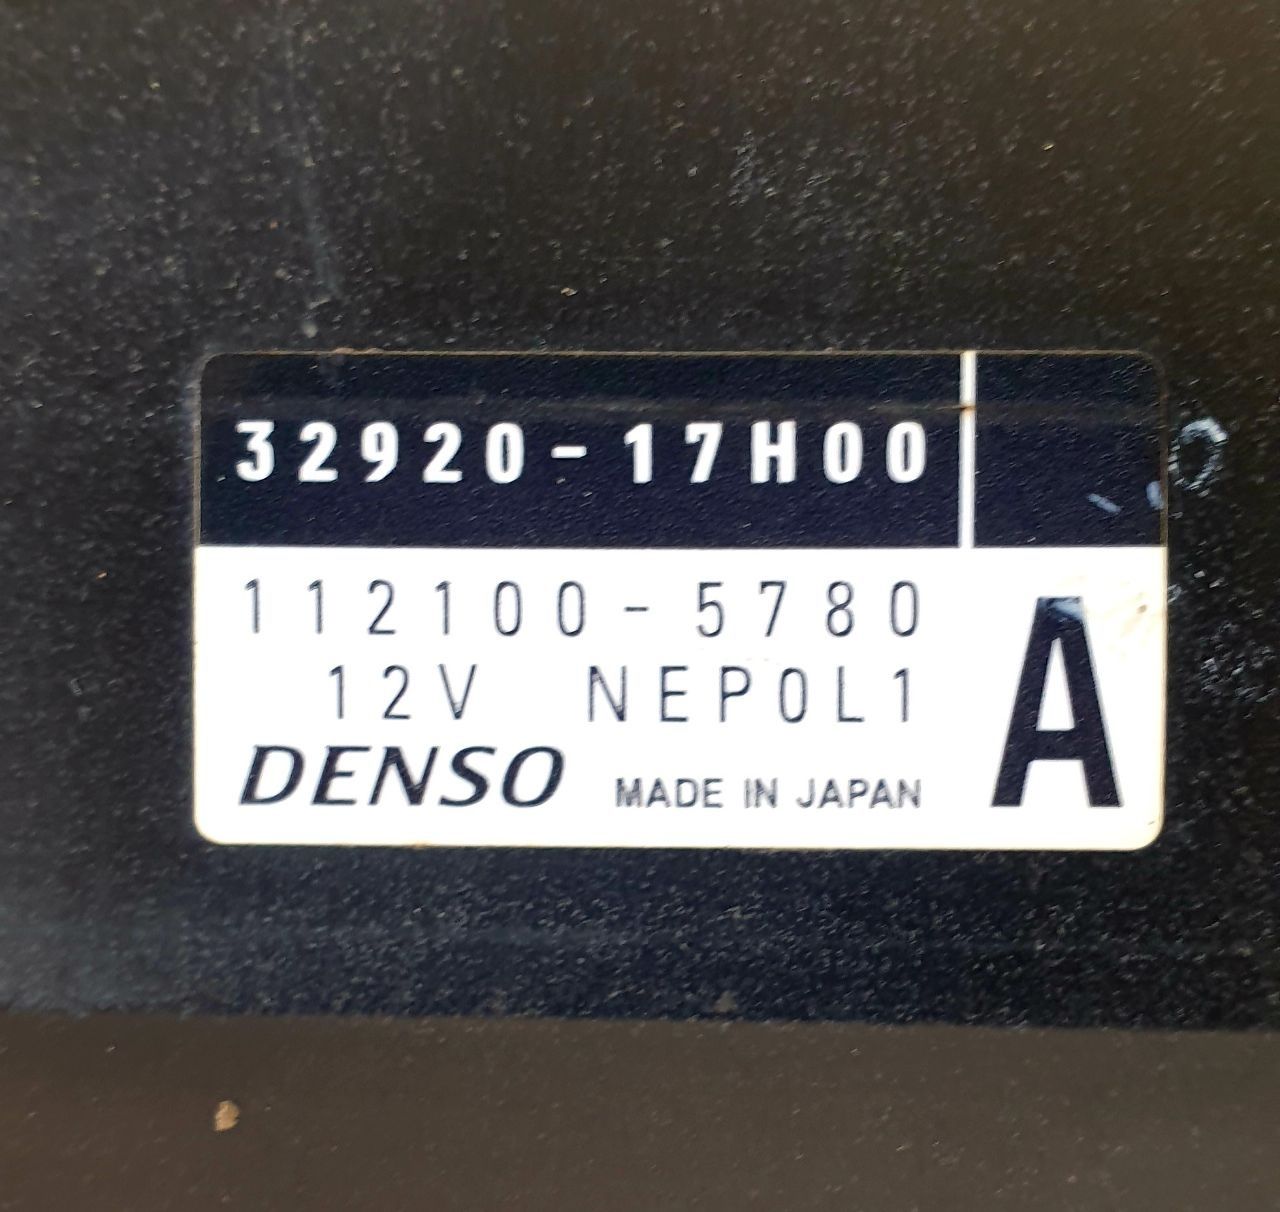 32920-17H00
112100-5780
12V NEP0L1
DENSO MADE IN JAPAN
A